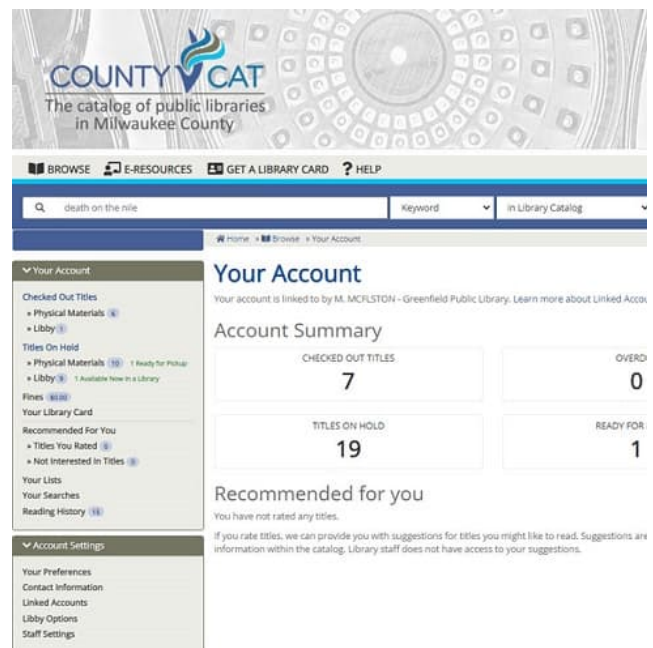 COUNTY CAT
The catalog of public libraries
in Milwaukee County
BROWSE E-RESOURCES GET A LIBRARY CARD ? HELP
death on the nile Keyword in Library Catalog
Home » Browse » Your Account
Your Account
Checked Out Titles
» Physical Materials 6
» Libby 1
Titles On Hold
» Physical Materials 10 1 Ready for Pickup
» Libby 9 1 Available Now in a Library
Fines $0.00
Your Library Card
Recommended For You
» Titles You Rated 0
» Not Interested In Titles 0
Your Lists
Your Searches
Reading History 15
Account Settings
Your Preferences
Contact Information
Linked Accounts
Libby Options
Staff Settings
Your Account
Your account is linked to by M. MCFLSTON - Greenfield Public Library. Learn more about Linked Accou
Account Summary
CHECKED OUT TITLES
7
OVERD
0
TITLES ON HOLD
19
READY FOR
1
Recommended for you
You have not rated any titles.
If you rate titles, we can provide you with suggestions for titles you might like to read. Suggestions are
information within the catalog. Library staff does not have access to your suggestions.